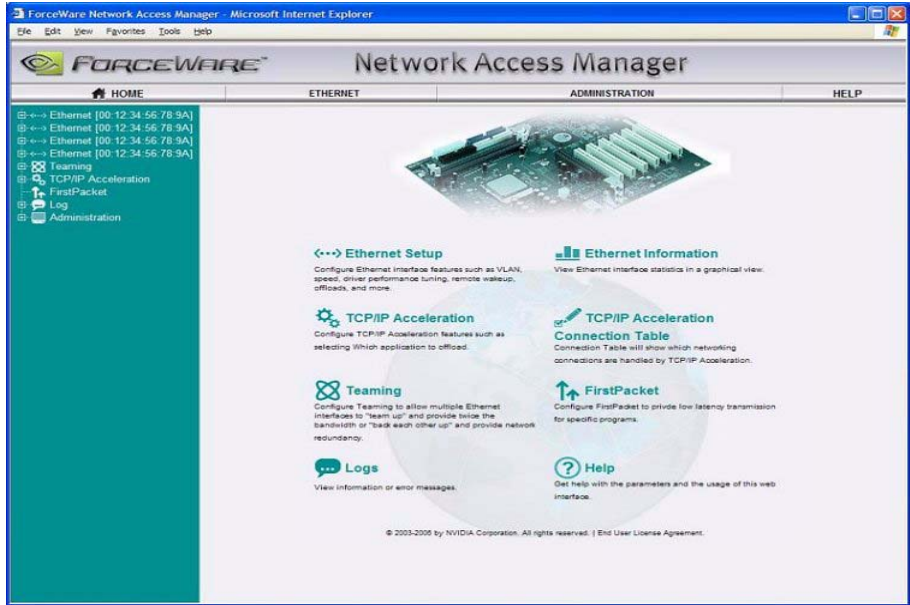 ForceWare Network Access Manager - Microsoft Internet Explorer
File Edit View Favorites Tools Help
FORCEWARE™ Network Access Manager
HOME ETHERNET ADMINISTRATION HELP
Ethernet [00:12:34:56:78:9A]
Ethernet [00:12:34:56:78:9A]
Ethernet [00:12:34:56:78:9A]
Ethernet [00:12:34:56:78:9A]
Teaming
TCP/IP Acceleration
FirstPacket
Log
Administration
Ethernet Setup
Configure Ethernet interface features such as VLAN,
speed, driver performance tuning, remote wakeup,
offloads, and more.
Ethernet Information
View Ethernet interface statistics in a graphical view.
TCP/IP Acceleration
Configure TCP/IP Acceleration features such as
selecting Which application to offload.
TCP/IP Acceleration
Connection Table
Connection Table will show which networking
connections are handled by TCP/IP Acceleration.
Teaming
Configure Teaming to allow multiple Ethernet
interfaces to "team up" and provide twice the
bandwidth or "back each other up" and provide network
redundancy.
FirstPacket
Configure FirstPacket to privde low latency transmission
for specific programs.
Logs
View information or error messages.
Help
Get help with the parameters and the usage of this web
interface.
© 2003-2006 by NVIDIA Corporation. All rights reserved. | End User License Agreement.